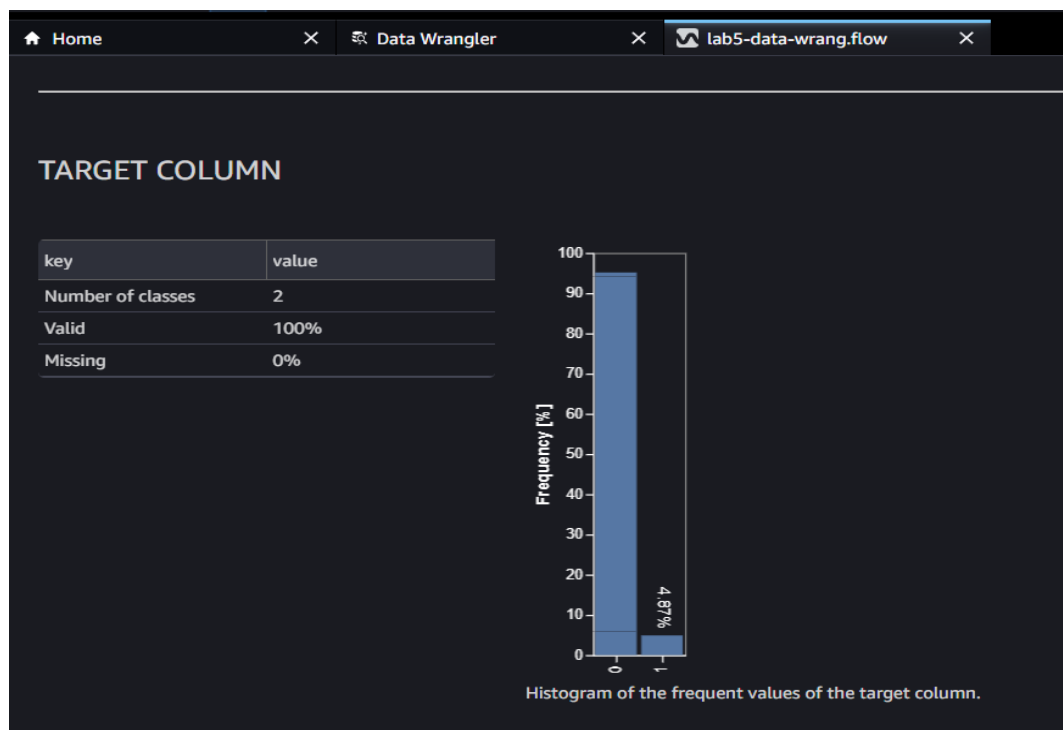 Home
Data Wrangler
lab5-data-wrang.flow
TARGET COLUMN
key value
Number of classes 2
Valid 100%
Missing 0%
Frequency [%]
100
90
80
70
60
50
40
30
20
10
0
4.87%
0 1
Histogram of the frequent values of the target column.